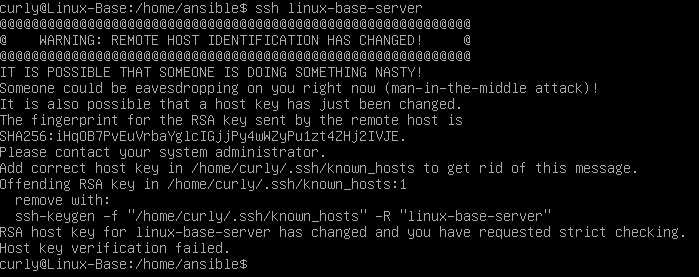 curly@Linux-Base:/home/ansible$ ssh linux-base-server
@@@@@@@@@@@@@@@@@@@@@@@@@@@@@@@@@@@@@@@@@@@@@@@@@@@@@@@@@@@
@    WARNING: REMOTE HOST IDENTIFICATION HAS CHANGED!     @
@@@@@@@@@@@@@@@@@@@@@@@@@@@@@@@@@@@@@@@@@@@@@@@@@@@@@@@@@@@
IT IS POSSIBLE THAT SOMEONE IS DOING SOMETHING NASTY!
Someone could be eavesdropping on you right now (man-in-the-middle attack)!
It is also possible that a host key has just been changed.
The fingerprint for the RSA key sent by the remote host is
SHA256:iHqOB7PvEuVrbaYglcIGjjPy4wWZyPu1zt4ZHj2IVJE.
Please contact your system administrator.
Add correct host key in /home/curly/.ssh/known_hosts to get rid of this message.
Offending RSA key in /home/curly/.ssh/known_hosts:1
  remove with:
  ssh-keygen -f "/home/curly/.ssh/known_hosts" -R "linux-base-server"
RSA host key for linux-base-server has changed and you have requested strict checking.
Host key verification failed.
curly@Linux-Base:/home/ansible$